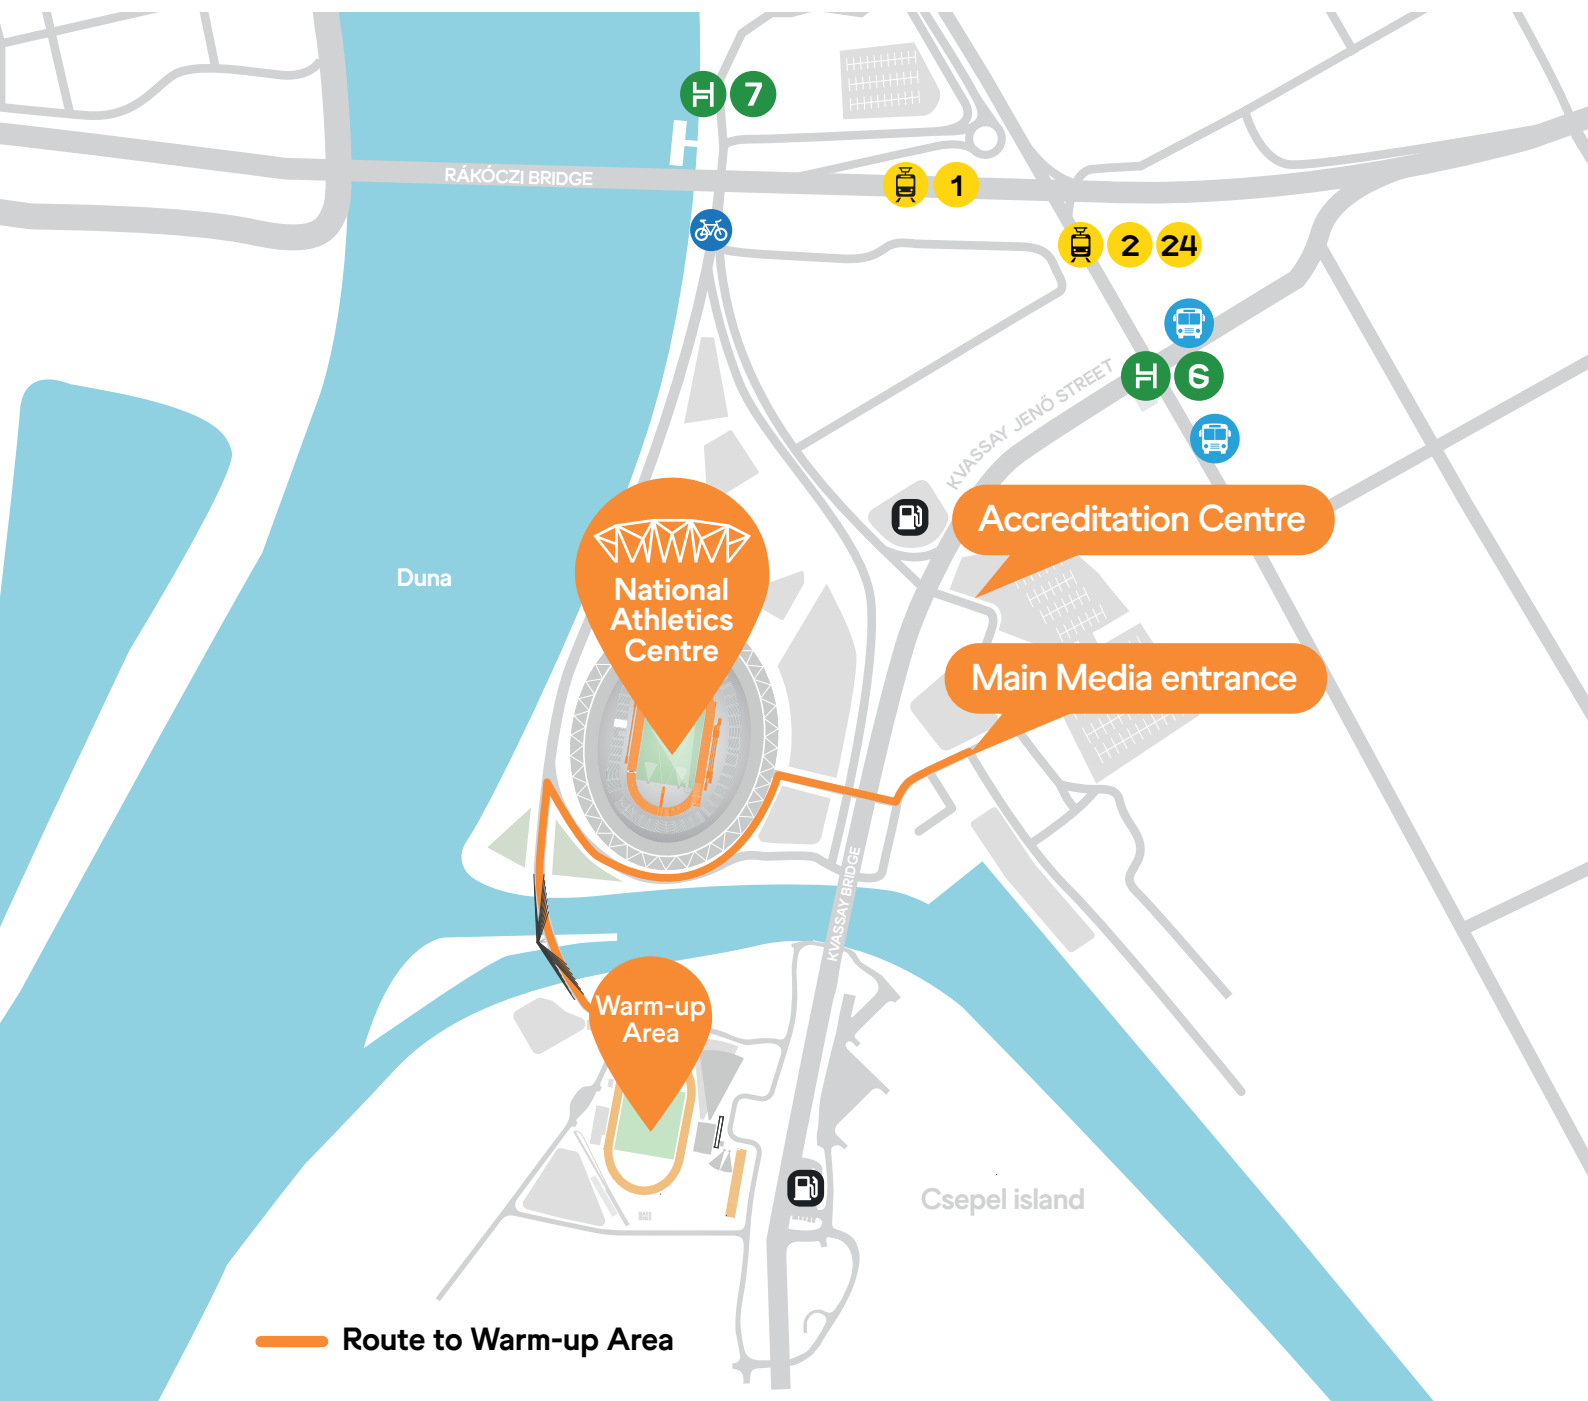 H 7
RÁKÓCZI BRIDGE
1
2 24
H 6
KVASSAY JENŐ STREET
Accreditation Centre
Duna
National
Athletics
Centre
Main Media entrance
KVASSAY BRIDGE
Warm-up
Area
Csepel island
Route to Warm-up Area